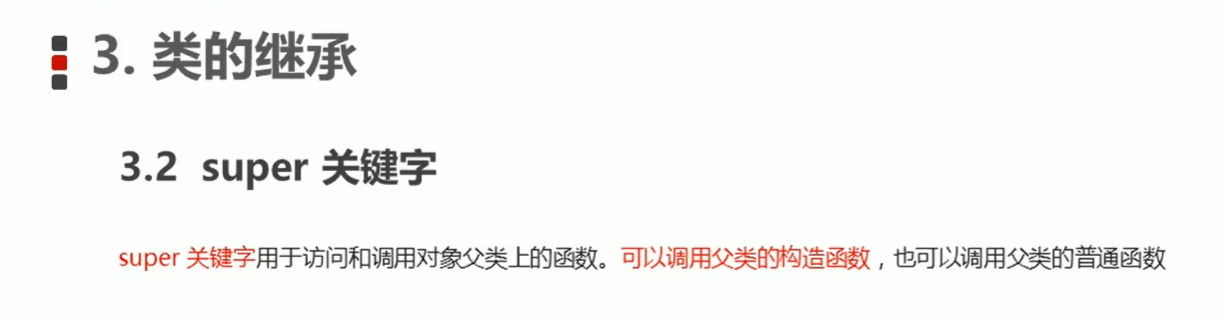 3. 类的继承
3.2 super 关键字
super 关键字用于访问和调用对象父类上的函数。可以调用父类的构造函数，也可以调用父类的普通函数